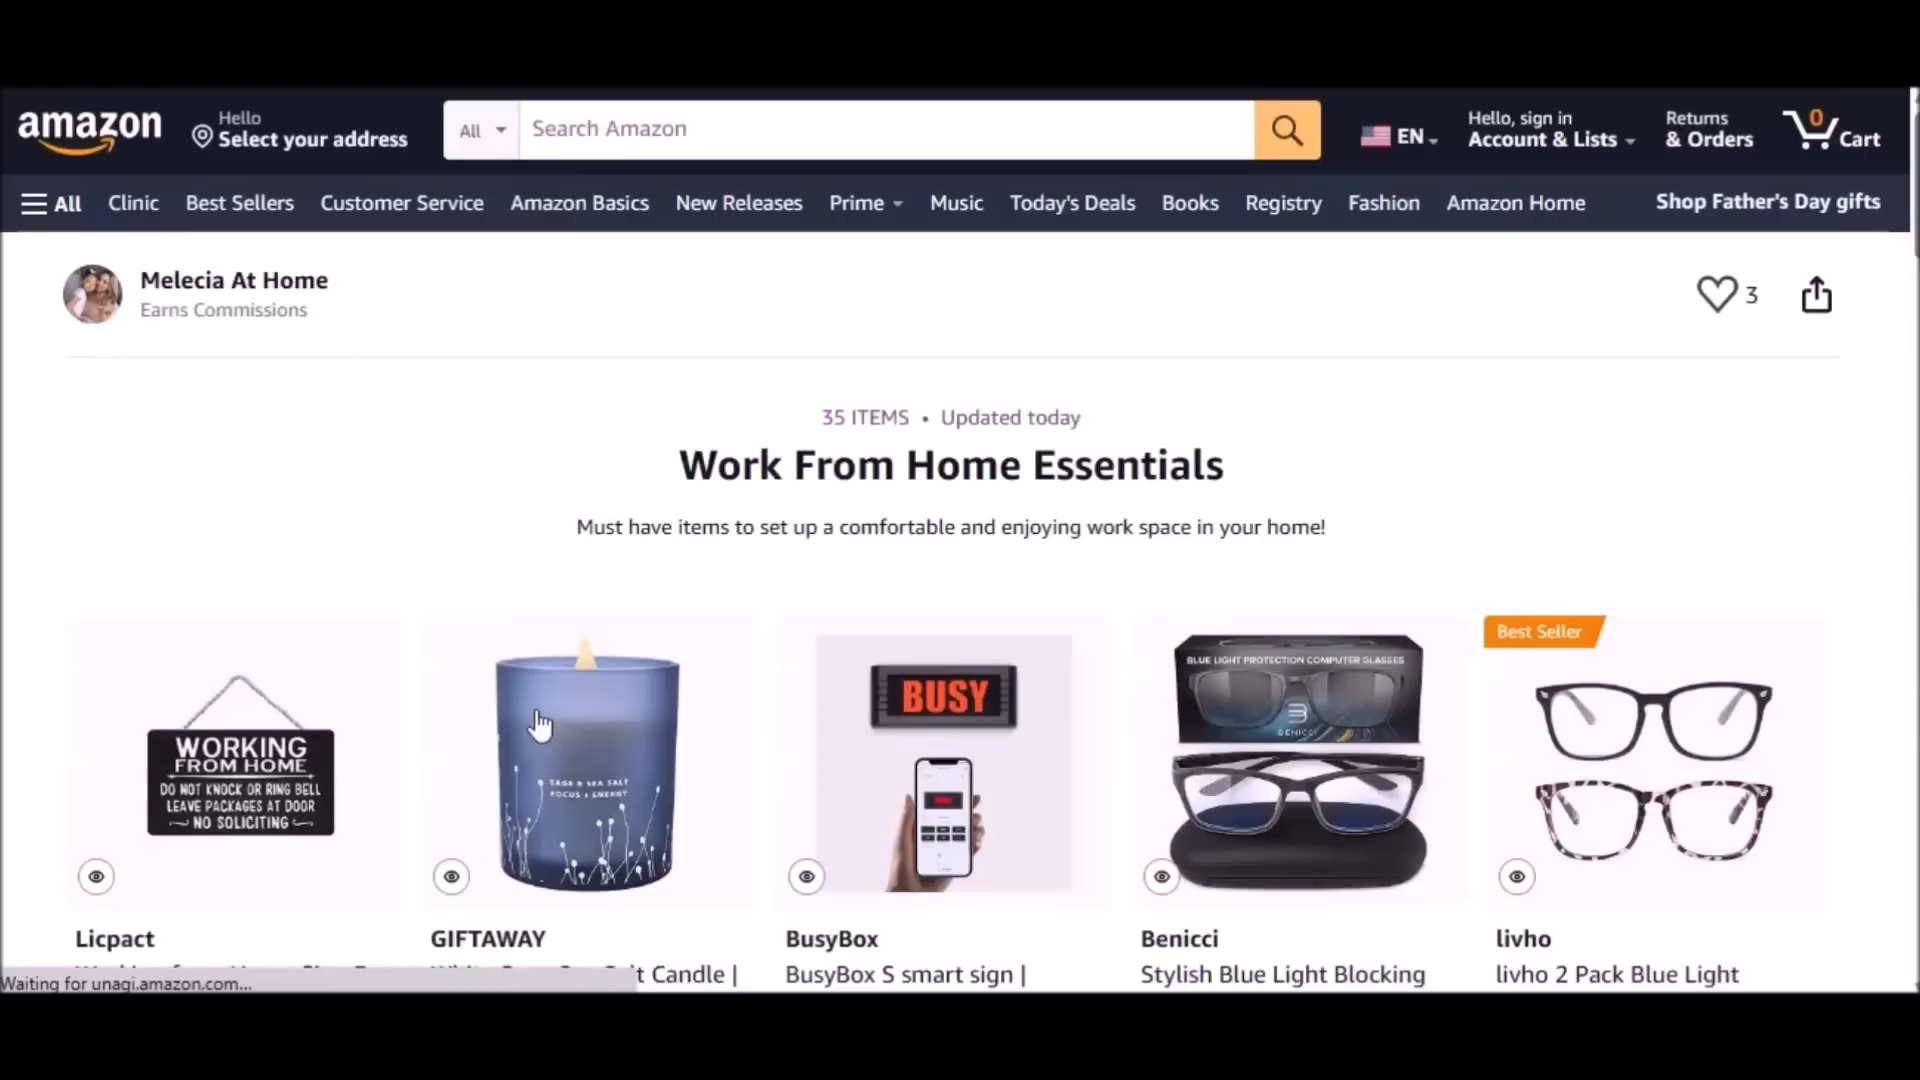 amazon
Hello
Select your address
All
Search Amazon
EN
Hello, sign in
Account & Lists
Returns
& Orders
0
Cart
All
Clinic
Best Sellers
Customer Service
Amazon Basics
New Releases
Prime
Music
Today's Deals
Books
Registry
Fashion
Amazon Home
Shop Father's Day gifts
Melecia At Home
Earns Commissions
3
35 ITEMS • Updated today
Work From Home Essentials
Must have items to set up a comfortable and enjoying work space in your home!
Best Seller
WORKING
FROM HOME
DO NOT KNOCK OR RING BELL
LEAVE PACKAGES AT DOOR
NO SOLICITING
SAGE & SEA SALT
FOCUS + ENERGY
BUSY
BLUE LIGHT PROTECTION COMPUTER GLASSES
BENICCI
Licpact
GIFTAWAY
BusyBox
Benicci
livho
Candle |
BusyBox S smart sign |
Stylish Blue Light Blocking
livho 2 Pack Blue Light
Waiting for unagi.amazon.com...